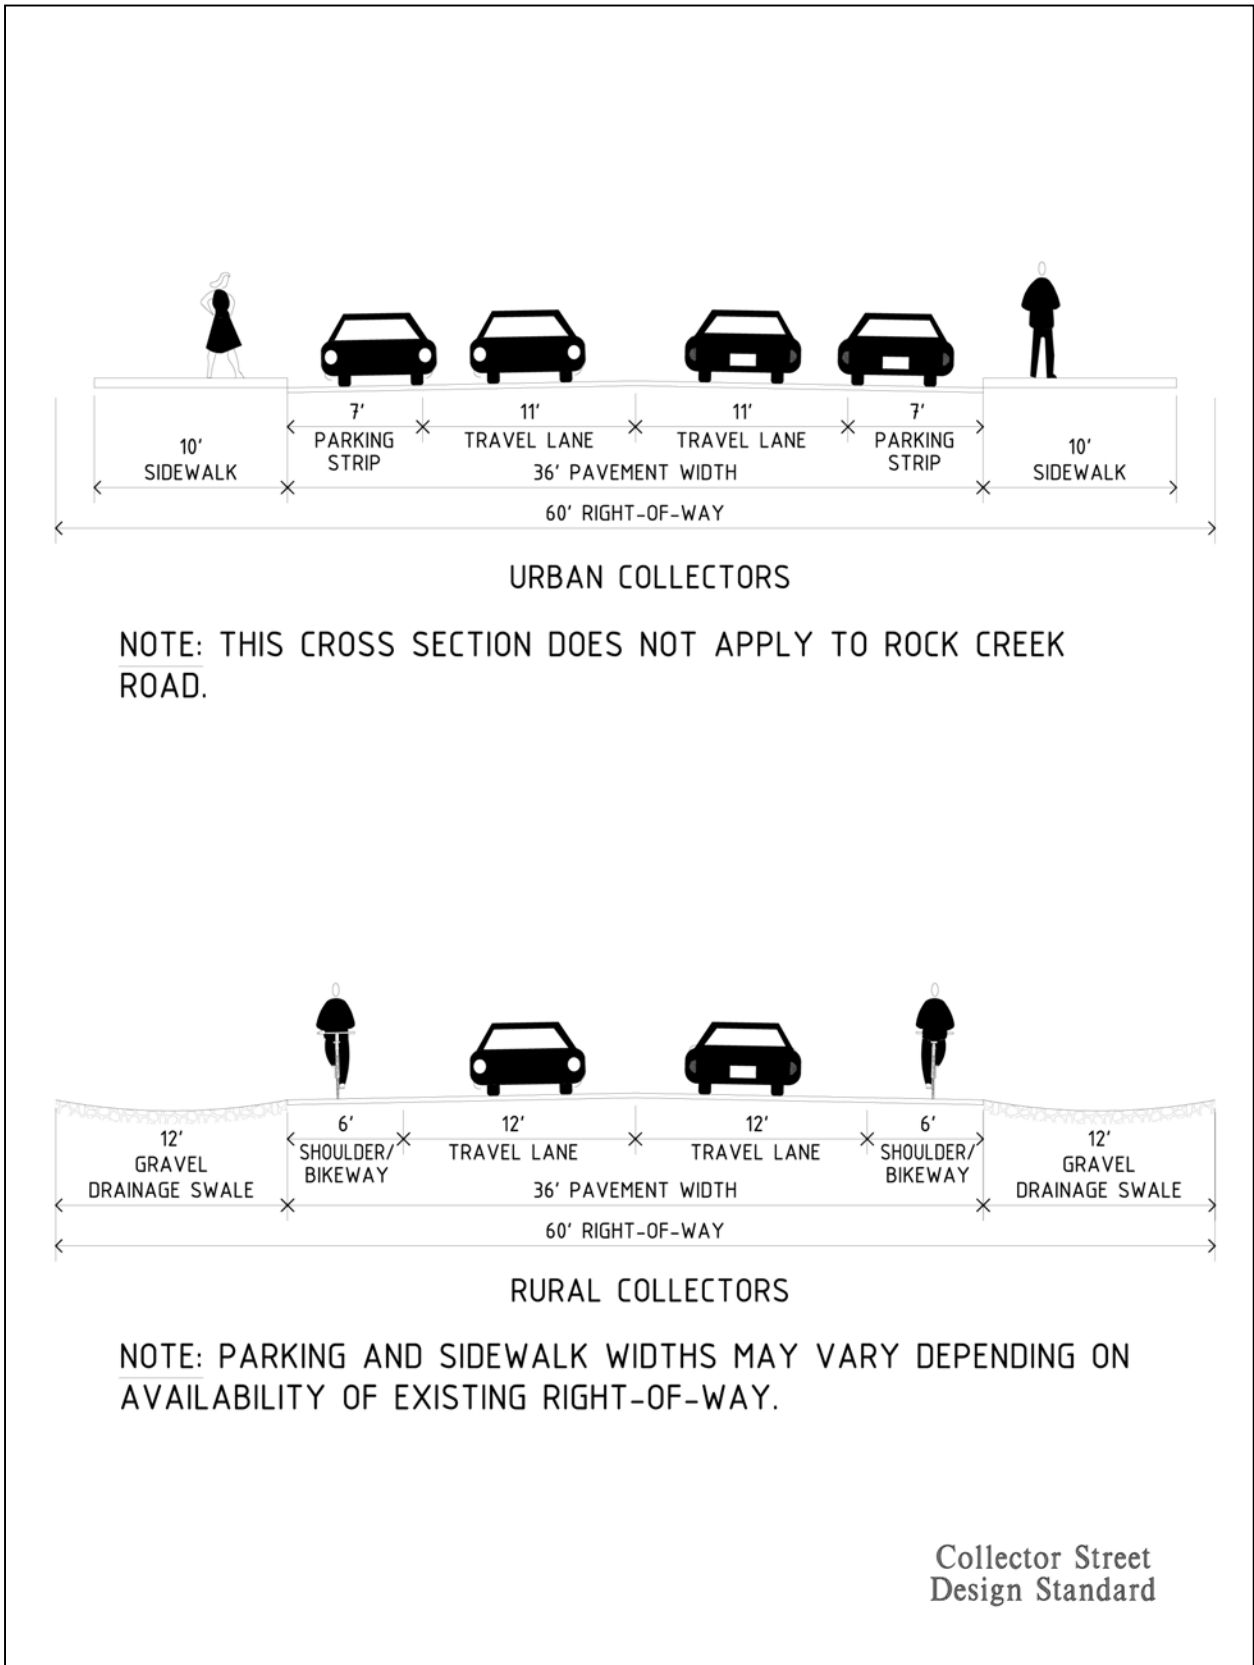 7' 11' 11' 7'
10' PARKING TRAVEL LANE TRAVEL LANE PARKING 10'
SIDEWALK STRIP 36' PAVEMENT WIDTH STRIP SIDEWALK
60' RIGHT-OF-WAY
URBAN COLLECTORS
NOTE: THIS CROSS SECTION DOES NOT APPLY TO ROCK CREEK
ROAD.
12' 6' 12' 12' 6' 12'
GRAVEL SHOULDER/ TRAVEL LANE TRAVEL LANE SHOULDER/ GRAVEL
DRAINAGE SWALE BIKEWAY 36' PAVEMENT WIDTH BIKEWAY DRAINAGE SWALE
60' RIGHT-OF-WAY
RURAL COLLECTORS
NOTE: PARKING AND SIDEWALK WIDTHS MAY VARY DEPENDING ON
AVAILABILITY OF EXISTING RIGHT-OF-WAY.
Collector Street
Design Standard